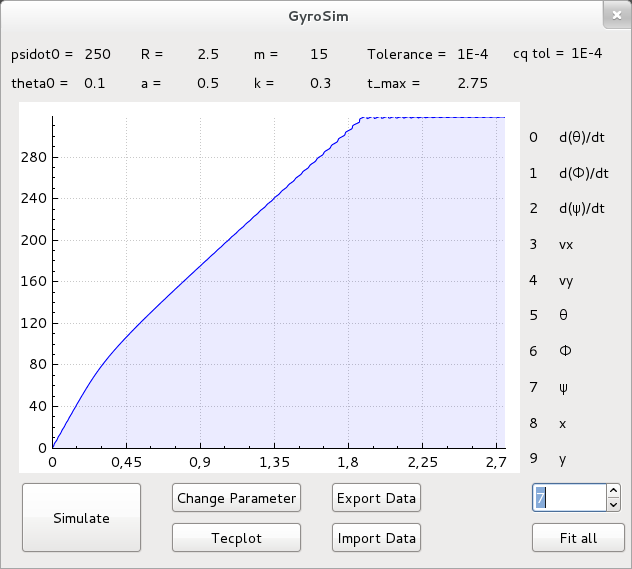 GyroSim
psidot0 = 250 R = 2.5 m = 15 Tolerance = 1E-4 cq tol = 1E-4
theta0 = 0.1 a = 0.5 k = 0.3 t_max = 2.75
280
240
200
160
120
80
40
0
0 0,45 0,9 1,35 1,8 2,25 2,7
0 d(θ)/dt
1 d(Φ)/dt
2 d(ψ)/dt
3 vx
4 vy
5 θ
6 Φ
7 ψ
8 x
9 y
Simulate
Change Parameter
Export Data
7
Tecplot
Import Data
Fit all